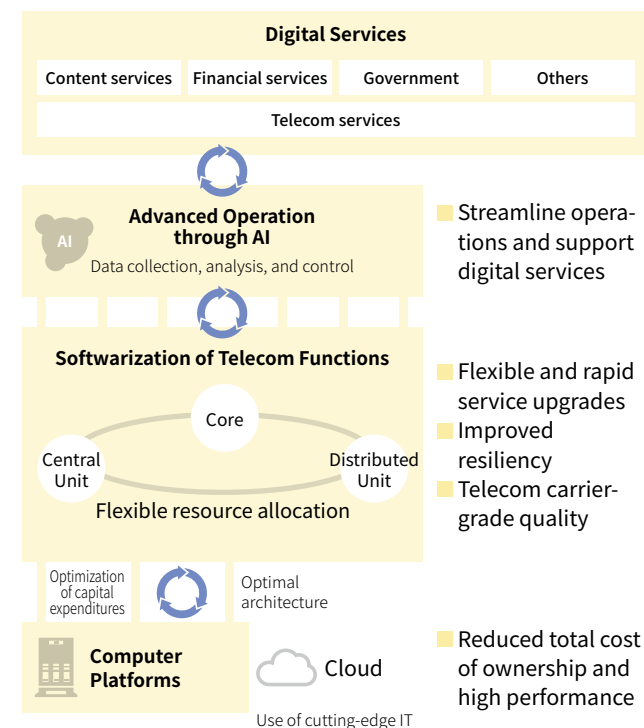 Digital Services
Content services
Financial services
Government
Others
Telecom services
AI
Advanced Operation
through AI
Data collection, analysis, and control
Streamline opera-
tions and support
digital services
Softwarization of Telecom Functions
Core
Central
Unit
Distributed
Unit
Flexible resource allocation
Flexible and rapid
service upgrades
Improved
resiliency
Telecom carrier-
grade quality
Optimization
of capital
expenditures
Optimal
architecture
Computer
Platforms
Cloud
Use of cutting-edge IT
Reduced total cost
of ownership and
high performance